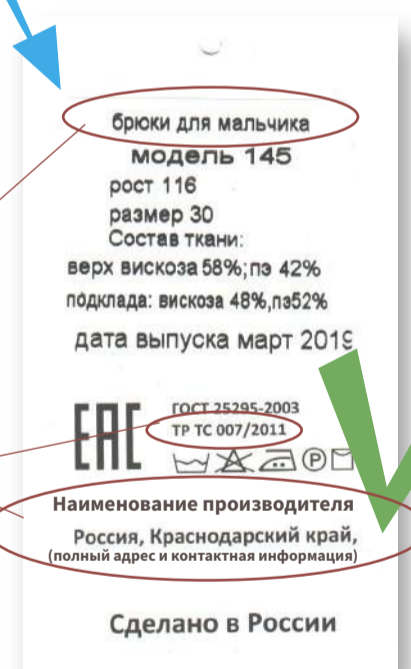 брюки для мальчика
модель 145
рост 116
размер 30
Состав ткани:
верх вискоза 58%; пэ 42%
подклада: вискоза 48%,пэ52%
дата выпуска март 2019
ЕАС
ГОСТ 25295-2003
ТР ТС 007/2011
P
Наименование производителя
Россия, Краснодарский край,
(полный адрес и контактная информация)
Сделано в России